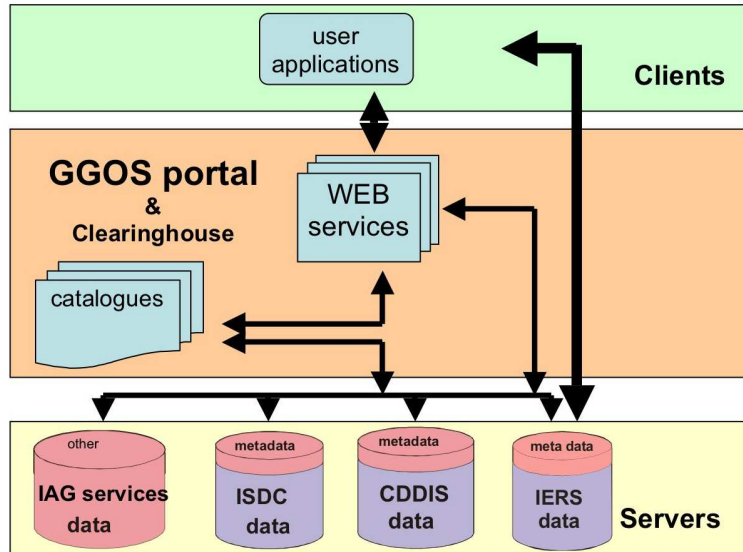 user
applications
Clients
GGOS portal
&
Clearinghouse
WEB
services
catalogues
other
IAG services
data
metadata
ISDC
data
metadata
CDDIS
data
meta data
IERS
data
Servers